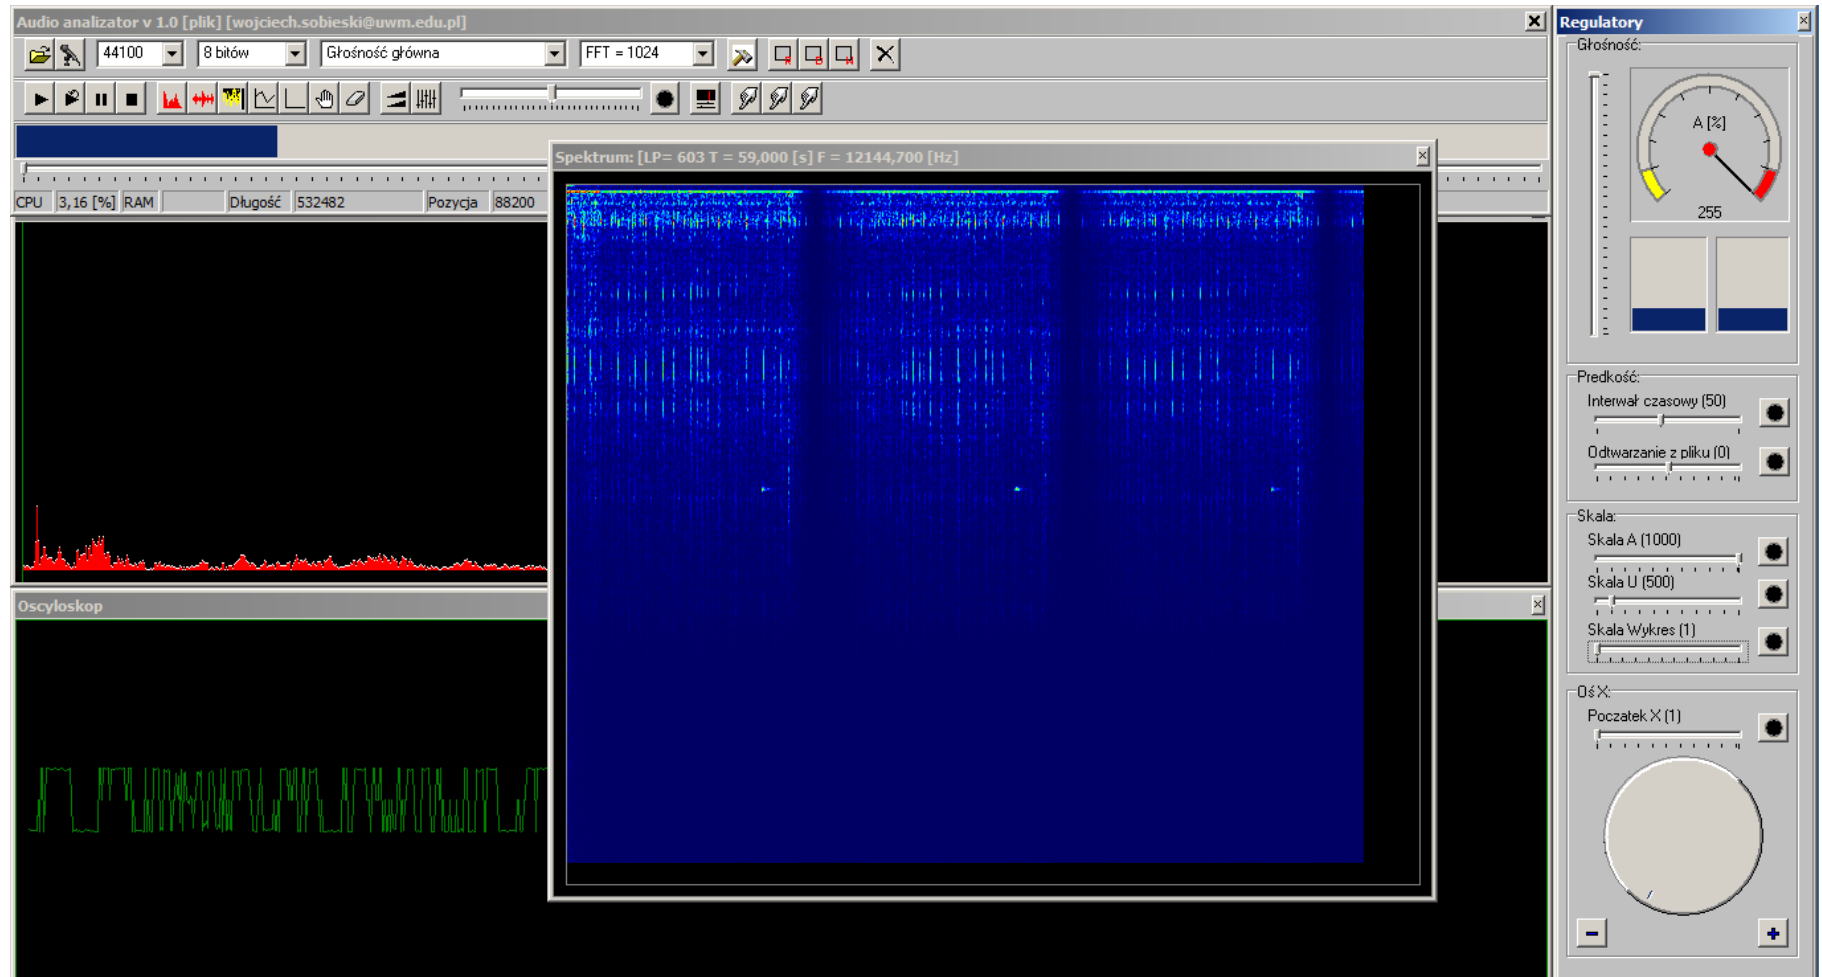 Audio analizator v 1.0 [plik] [wojciech.sobieski@uwm.edu.pl]
44100 8 bitów Głośność główna FFT = 1024
Spektrum: [LP= 603 T = 59,000 [s] F = 12144,700 [Hz]
CPU 3,16 [%] RAM Długość 532482 Pozycja 88200
Oscyloskop
Regulatory
Głośność:
A [%]
255
Predkość:
Interwał czasowy (50)
Odtwarzanie z pliku (0)
Skala:
Skala A (1000)
Skala U (500)
Skala Wykres (1)
Oś X:
Poczatek X (1)